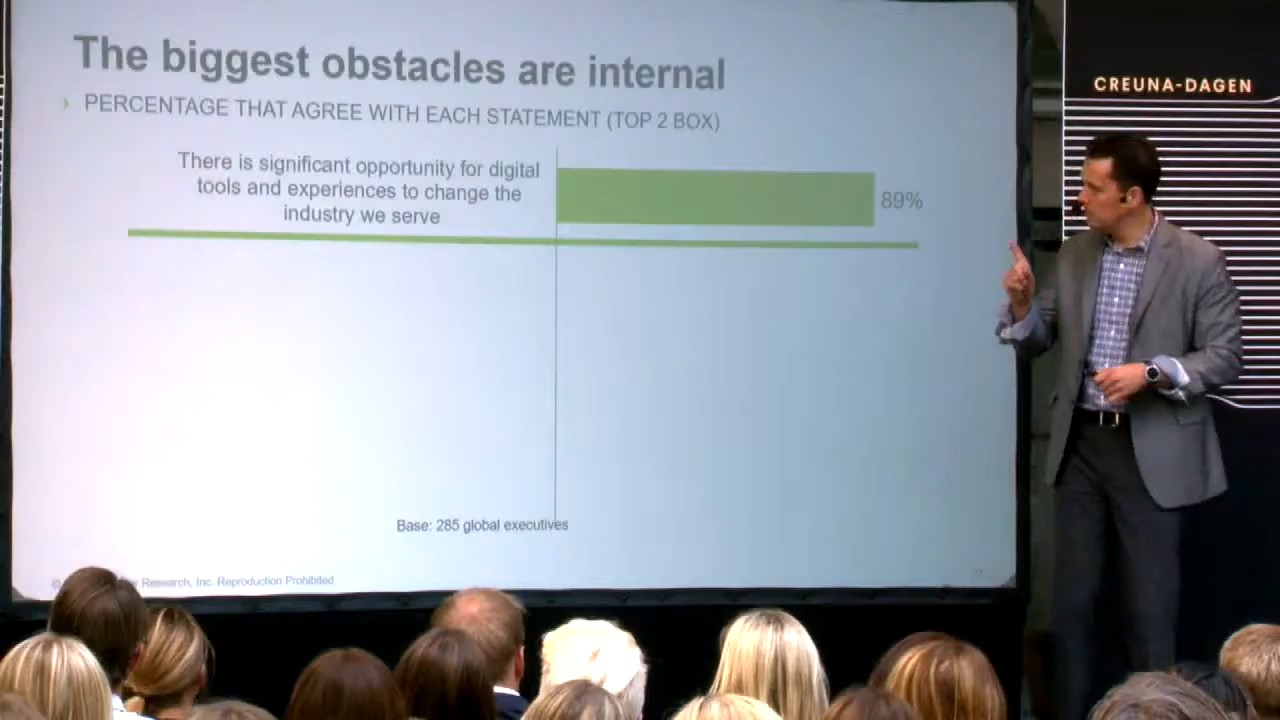 The biggest obstacles are internal
PERCENTAGE THAT AGREE WITH EACH STATEMENT (TOP 2 BOX)
There is significant opportunity for digital
tools and experiences to change the
industry we serve
89%
Base: 285 global executives
Research, Inc. Reproduction Prohibited
CREUNA-DAGEN